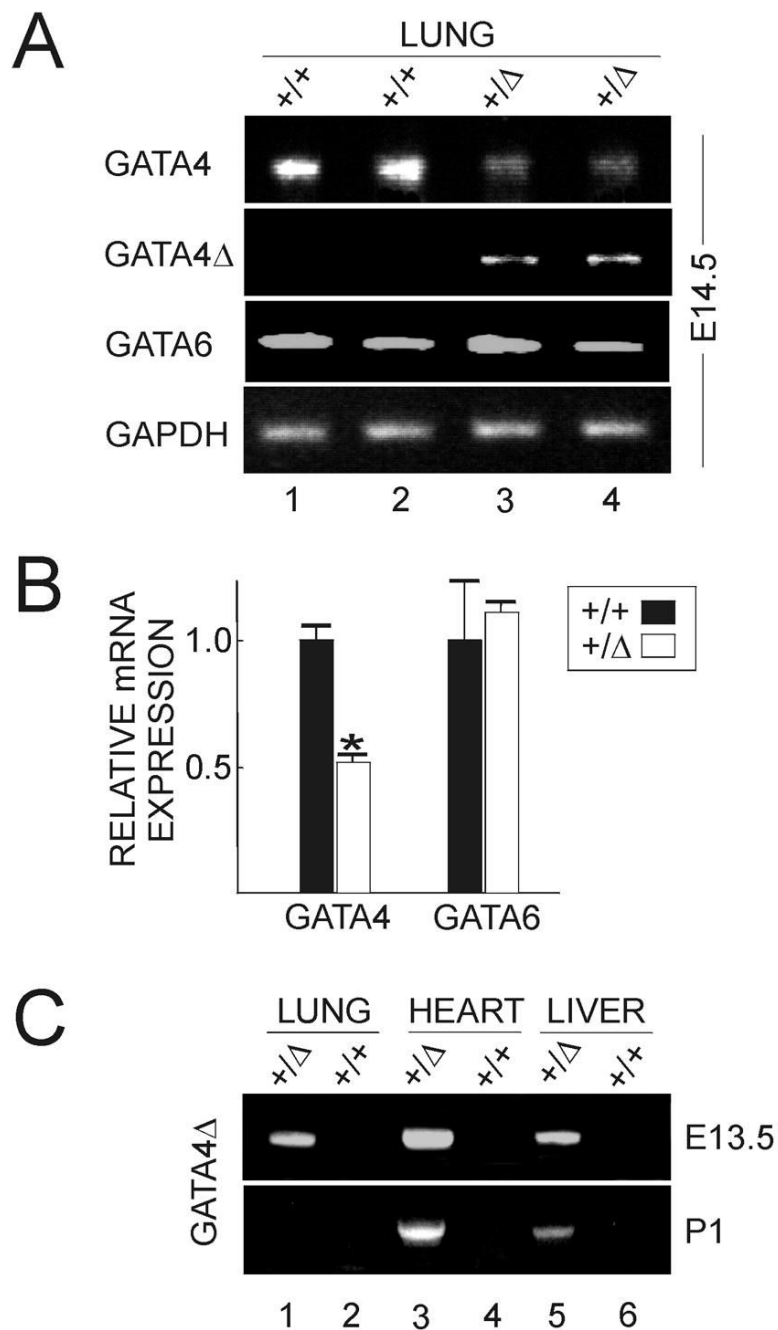 A
LUNG
+/+ +/+ +/Δ +/Δ
GATA4
GATA4Δ
GATA6
GAPDH
E14.5
1 2 3 4
B
RELATIVE mRNA
EXPRESSION
1.0
0.5
*
+/+
+/Δ
GATA4 GATA6
C
LUNG HEART LIVER
+/Δ +/+ +/Δ +/+ +/Δ +/+
GATA4Δ
E13.5
P1
1 2 3 4 5 6